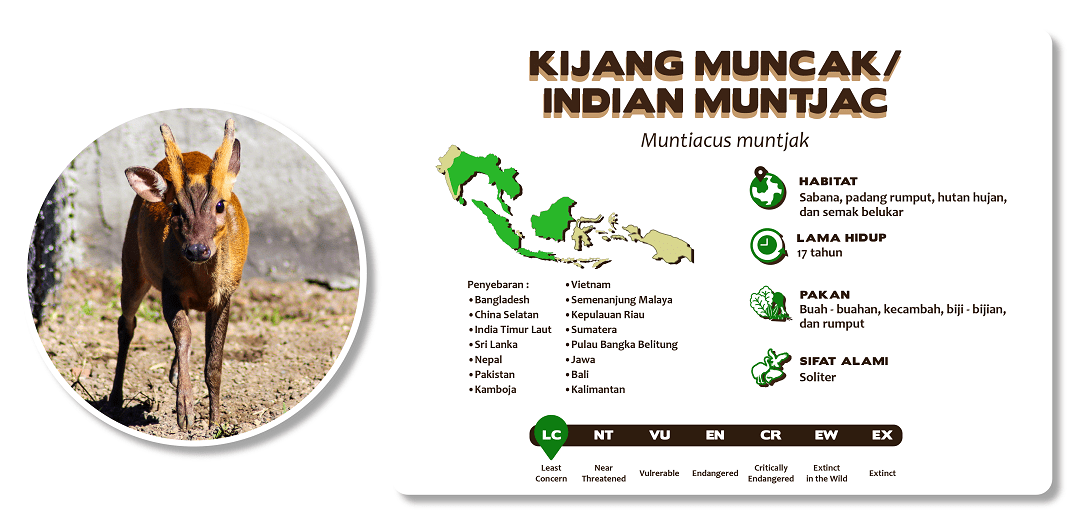 KIJANG MUNCAK/
INDIAN MUNTJAC
Muntiacus muntjak
Penyebaran :
•Bangladesh
•China Selatan
•India Timur Laut
•Sri Lanka
•Nepal
•Pakistan
•Kamboja
•Vietnam
•Semenanjung Malaya
•Kepulauan Riau
•Sumatera
•Pulau Bangka Belitung
•Jawa
•Bali
•Kalimantan
HABITAT
Sabana, padang rumput, hutan hujan,
dan semak belukar
LAMA HIDUP
17 tahun
PAKAN
Buah - buahan, kecambah, biji - bijian,
dan rumput
SIFAT ALAMI
Soliter
LC NT VU EN CR EW EX
Least Concern Near Threatened Vulrerable Endangered Critically Endangered Extinct in the Wild Extinct